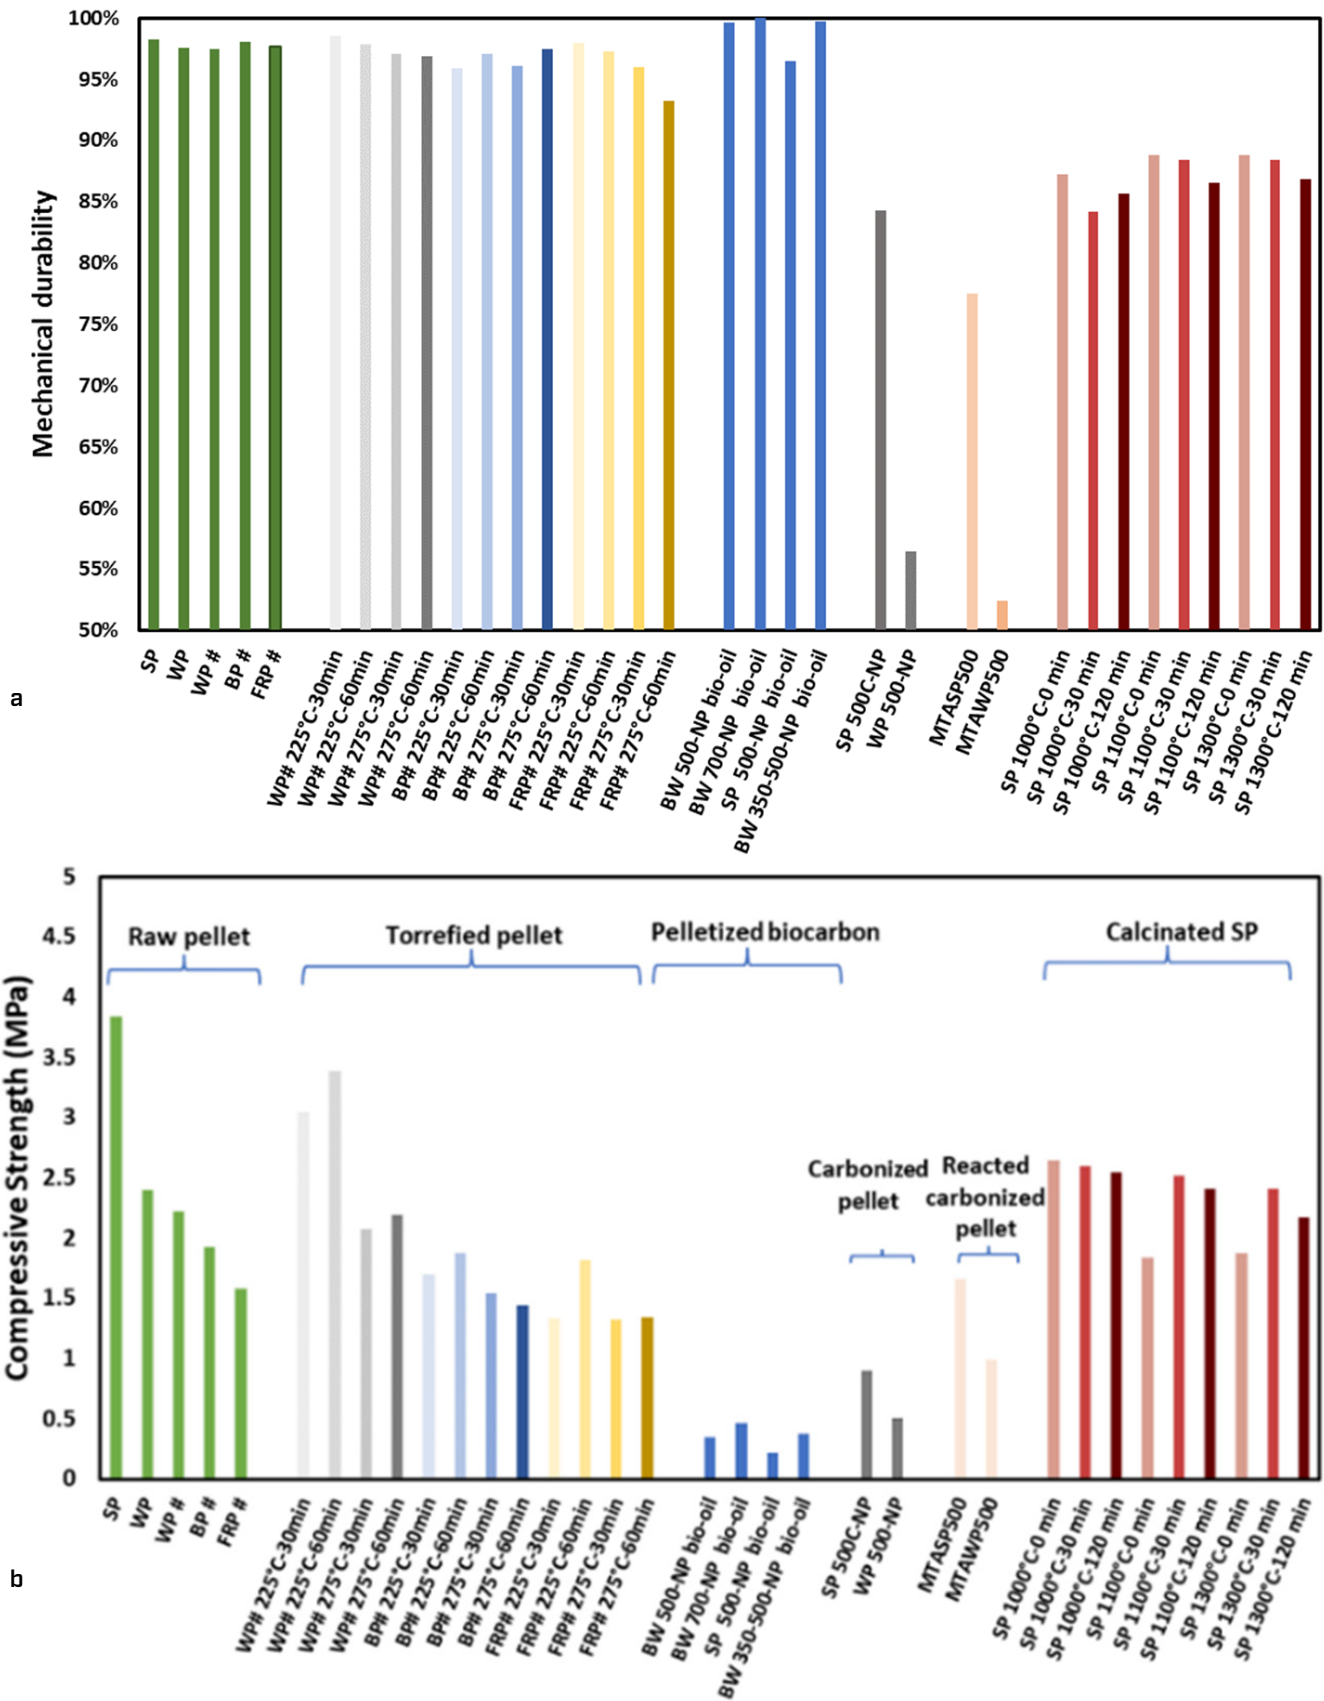 100%
95%
90%
85%
80%
75%
70%
65%
60%
55%
50%
Mechanical durability
SP
WP
WP #
BP #
FRP #
WP# 225°C-30min
WP# 225°C-60min
WP# 275°C-30min
WP# 275°C-60min
BP# 225°C-30min
BP# 225°C-60min
BP# 275°C-30min
BP# 275°C-60min
FRP# 225°C-30min
FRP# 225°C-60min
FRP# 275°C-30min
FRP# 275°C-60min
BW 500-NP bio-oil
BW 700-NP bio-oil
SP 500-NP bio-oil
BW 350-500-NP bio-oil
SP 500C-NP
WP 500-NP
MTASP500
MTAWP500
SP 1000°C-0 min
SP 1000°C-30 min
SP 1000°C-120 min
SP 1100°C-0 min
SP 1100°C-30 min
SP 1100°C-120 min
SP 1300°C-0 min
SP 1300°C-30 min
SP 1300°C-120 min
a
5
4.5
4
3.5
3
2.5
2
1.5
1
0.5
0
Compressive Strength (MPa)
Raw pellet
Torrefied pellet
Pelletized biocarbon
Calcinated SP
Carbonized
pellet
Reacted
carbonized
pellet
SP
WP
WP #
BP #
FRP #
WP# 225°C-30min
WP# 225°C-60min
WP# 275°C-30min
WP# 275°C-60min
BP# 225°C-30min
BP# 225°C-60min
BP# 275°C-30min
BP# 275°C-60min
FRP# 225°C-30min
FRP# 225°C-60min
FRP# 275°C-30min
FRP# 275°C-60min
BW 500-NP bio-oil
BW 700-NP bio-oil
SP 500-NP bio-oil
BW 350-500-NP bio-oil
SP 500C-NP
WP 500-NP
MTASP500
MTAWP500
SP 1000°C-0 min
SP 1000°C-30 min
SP 1000°C-120 min
SP 1100°C-0 min
SP 1100°C-30 min
SP 1100°C-120 min
SP 1300°C-0 min
SP 1300°C-30 min
SP 1300°C-120 min
b